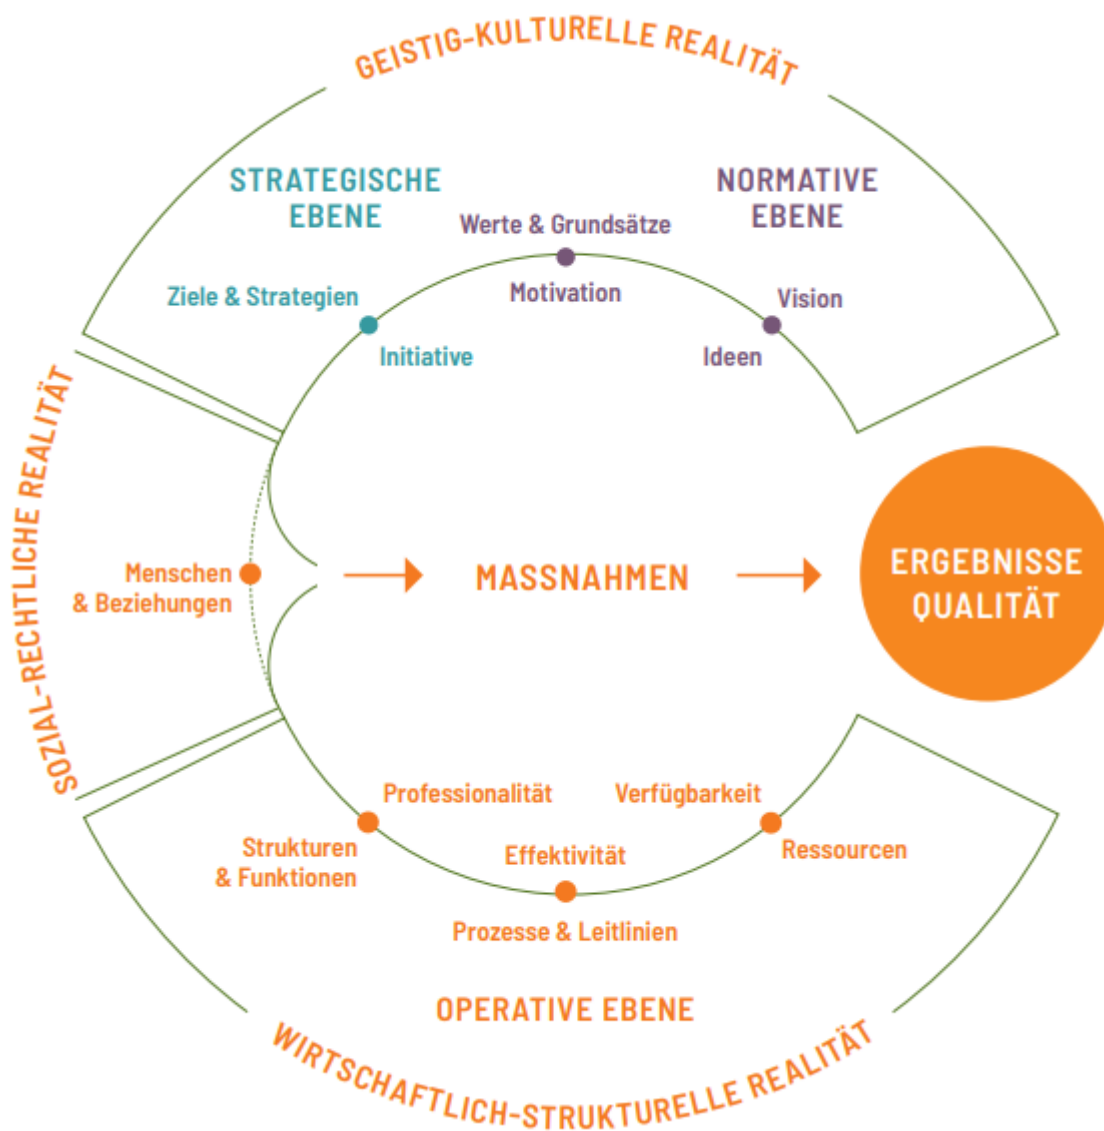 GEISTIG-KULTURELLE REALITÄT
STRATEGISCHE
EBENE
NORMATIVE
EBENE
Werte & Grundsätze
Motivation
Ziele & Strategien
Initiative
Vision
Ideen
SOZIAL-RECHTLICHE REALITÄT
Menschen
& Beziehungen
MASSNAHMEN
ERGEBNISSE
QUALITÄT
Professionalität
Strukturen
& Funktionen
Effektivität
Prozesse & Leitlinien
Verfügbarkeit
Ressourcen
OPERATIVE EBENE
WIRTSCHAFTLICH-STRUKTURELLE REALITÄT